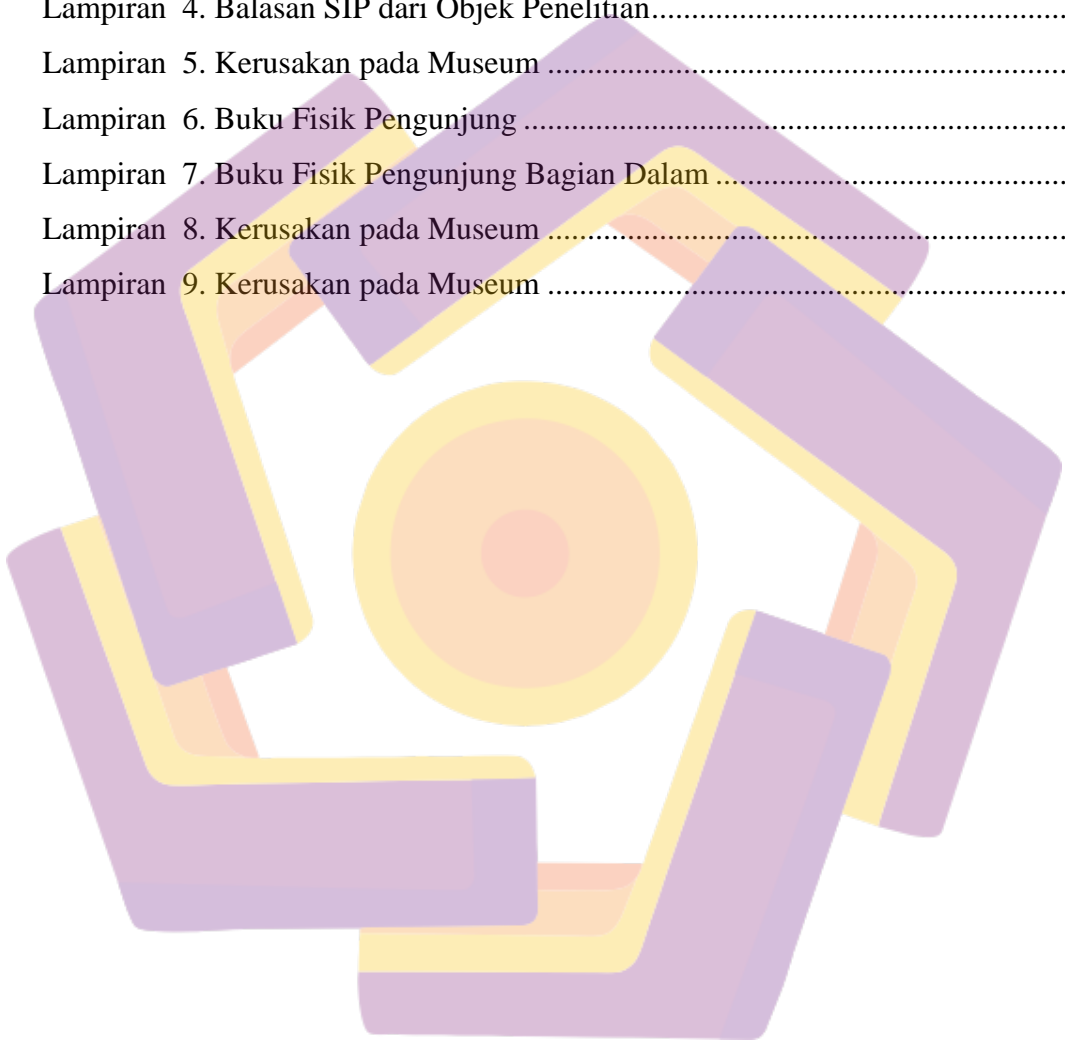 Lampiran 4. Balasan SIP dari Objek Penelitian................................................
Lampiran 5. Kerusakan pada Museum ..............................................................
Lampiran 6. Buku Fisik Pengunjung .................................................................
Lampiran 7. Buku Fisik Pengunjung Bagian Dalam .........................................
Lampiran 8. Kerusakan pada Museum ..............................................................
Lampiran 9. Kerusakan pada Museum ..............................................................